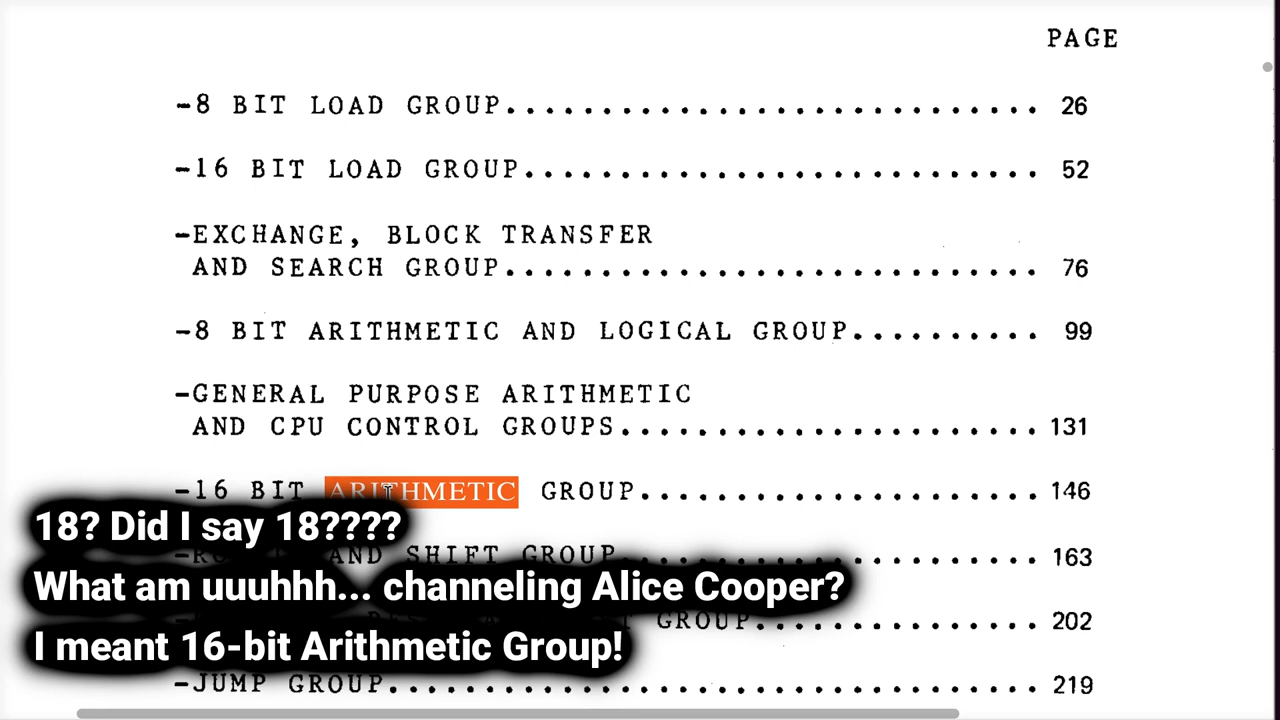 PAGE
-8 BIT LOAD GROUP............................ 26
-16 BIT LOAD GROUP........................... 52
-EXCHANGE, BLOCK TRANSFER
AND SEARCH GROUP............................ 76
-8 BIT ARITHMETIC AND LOGICAL GROUP.......... 99
-GENERAL PURPOSE ARITHMETIC
AND CPU CONTROL GROUPS...................... 131
-16 BIT ARITHMETIC GROUP..................... 146
18? Did I say 18????
AND SHIFT GROUP...................... 163
What am uuuhhh... channeling Alice Cooper?
GROUP............... 202
I meant 16-bit Arithmetic Group!
-JUMP GROUP.................................. 219